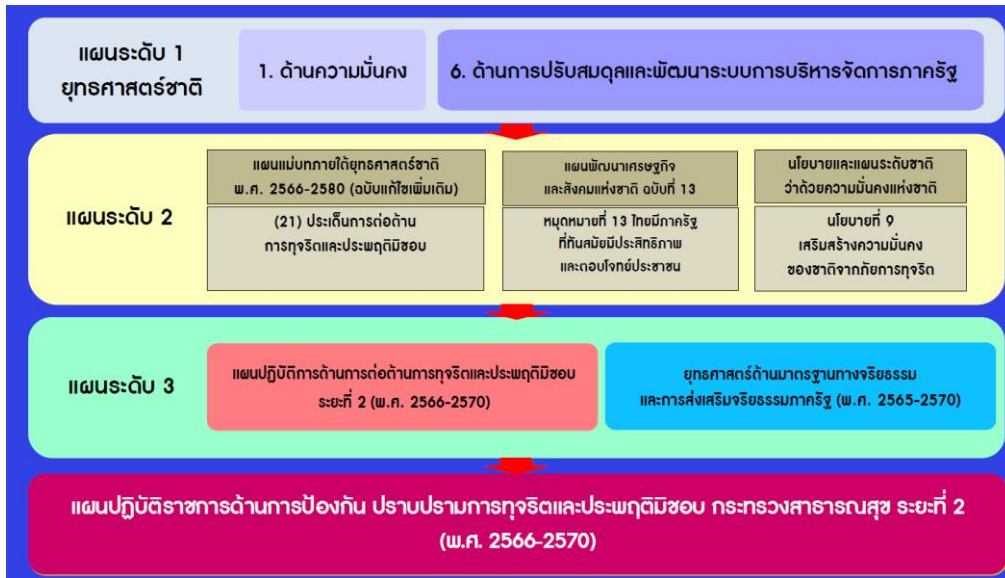 แผนระดับ 1
ยุทธศาสตร์ชาติ
1. ด้านความมั่นคง
6. ด้านการปรับสมดุลและพัฒนาระบบการบริหารจัดการภาครัฐ
แผนระดับ 2
แผนแม่บทภายใต้ยุทธศาสตร์ชาติ
พ.ศ. 2566-2580 (ฉบับแก้ไขเพิ่มเติม)
(21) ประเด็นการต่อต้าน
การทุจริตและประพฤติมิชอบ
แผนพัฒนาเศรษฐกิจ
และสังคมแห่งชาติ ฉบับที่ 13
หมุดหมายที่ 13 ไทยมีภาครัฐ
ที่ทันสมัยมีประสิทธิภาพ
และตอบโจทย์ประชาชน
นโยบายและแผนระดับชาติ
ว่าด้วยความมั่นคงแห่งชาติ
นโยบายที่ 9
เสริมสร้างความมั่นคง
ของชาติจากภัยการทุจริต
แผนระดับ 3
แผนปฏิบัติการด้านการต่อต้านการทุจริตและประพฤติมิชอบ
ระยะที่ 2 (พ.ศ. 2566-2570)
ยุทธศาสตร์ด้านมาตรฐานทางจริยธรรม
และการส่งเสริมจริยธรรมภาครัฐ (พ.ศ. 2565-2570)
แผนปฏิบัติราชการด้านการป้องกัน ปราบปรามการทุจริตและประพฤติมิชอบ กระทรวงสาธารณสุข ระยะที่ 2
(พ.ศ. 2566-2570)